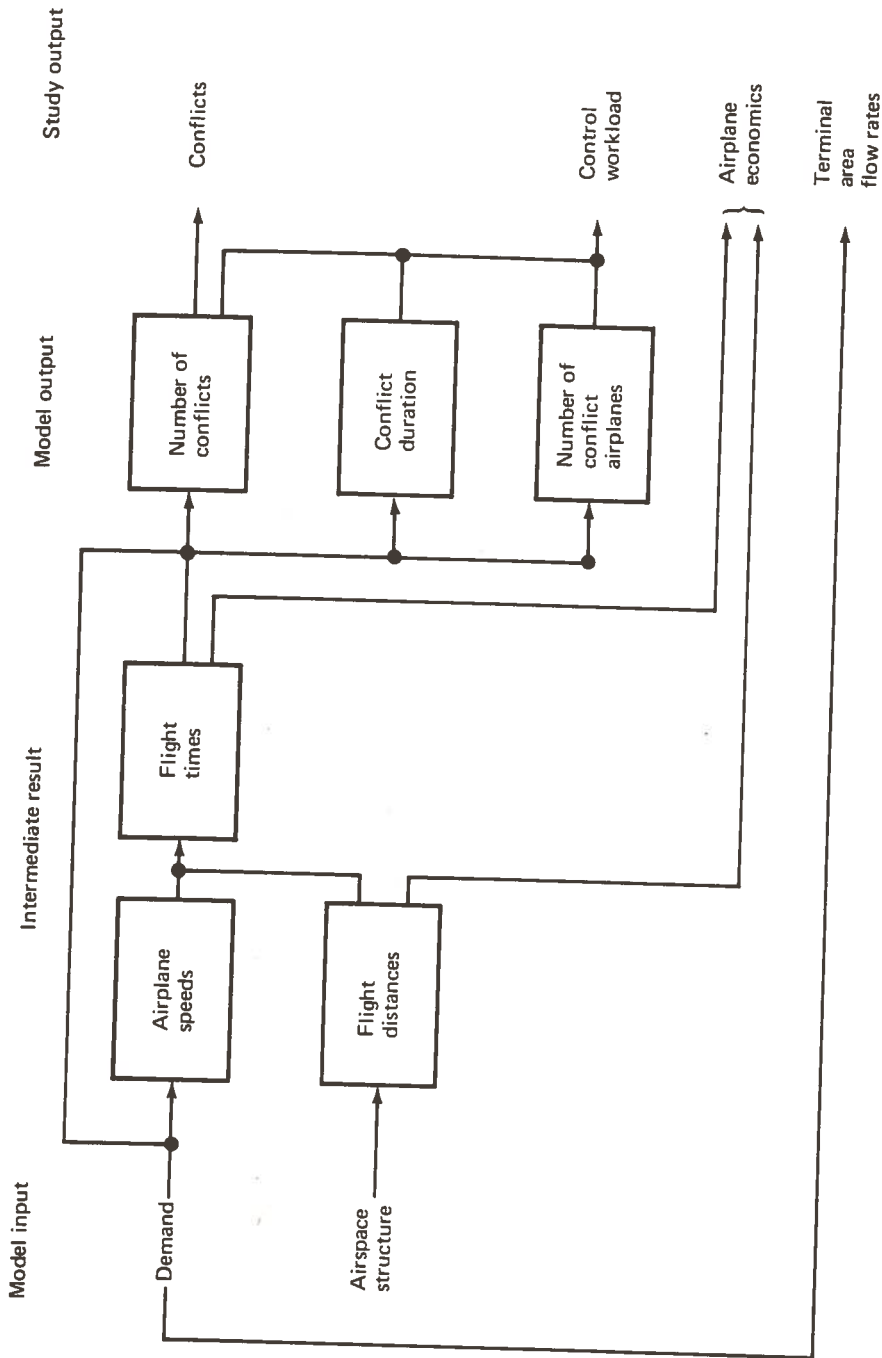 Model input
Intermediate result
Model output
Study output
Demand
Airspace
structure
Airplane
speeds
Flight
distances
Flight
times
Number of
conflicts
Conflict
duration
Number of
conflict
airplanes
Conflicts
Control
workload
Airplane
economics
Terminal
area
flow rates